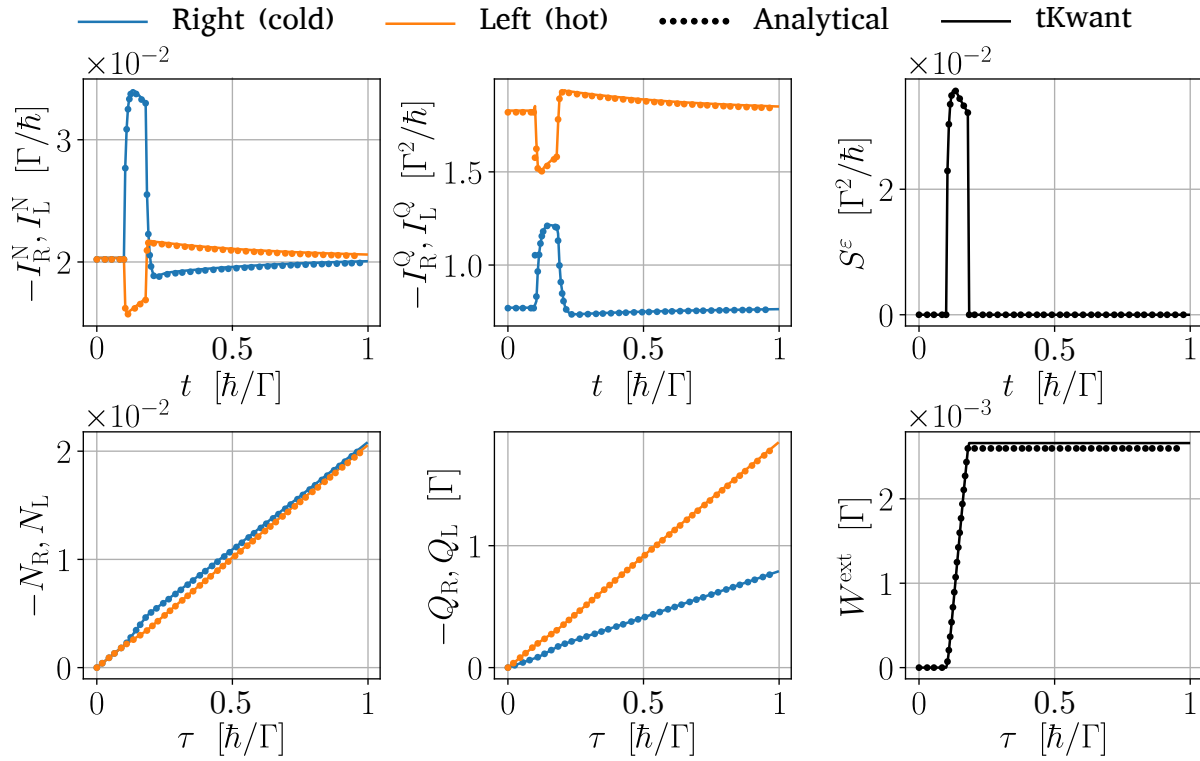 Right (cold) Left (hot) Analytical tKwant
×10⁻²
3
2
−I_R^N, I_L^N [Γ/ħ]
0 0.5 1
t [ħ/Γ]
1.5
1.0
−I_R^Q, I_L^Q [Γ²/ħ]
0 0.5 1
t [ħ/Γ]
×10⁻²
2
0
S^ε [Γ²/ħ]
0 0.5 1
t [ħ/Γ]
×10⁻²
2
1
0
−N_R, N_L
0 0.5 1
τ [ħ/Γ]
1
0
−Q_R, Q_L [Γ]
0 0.5 1
τ [ħ/Γ]
×10⁻³
2
0
W^ext [Γ]
0 0.5 1
τ [ħ/Γ]